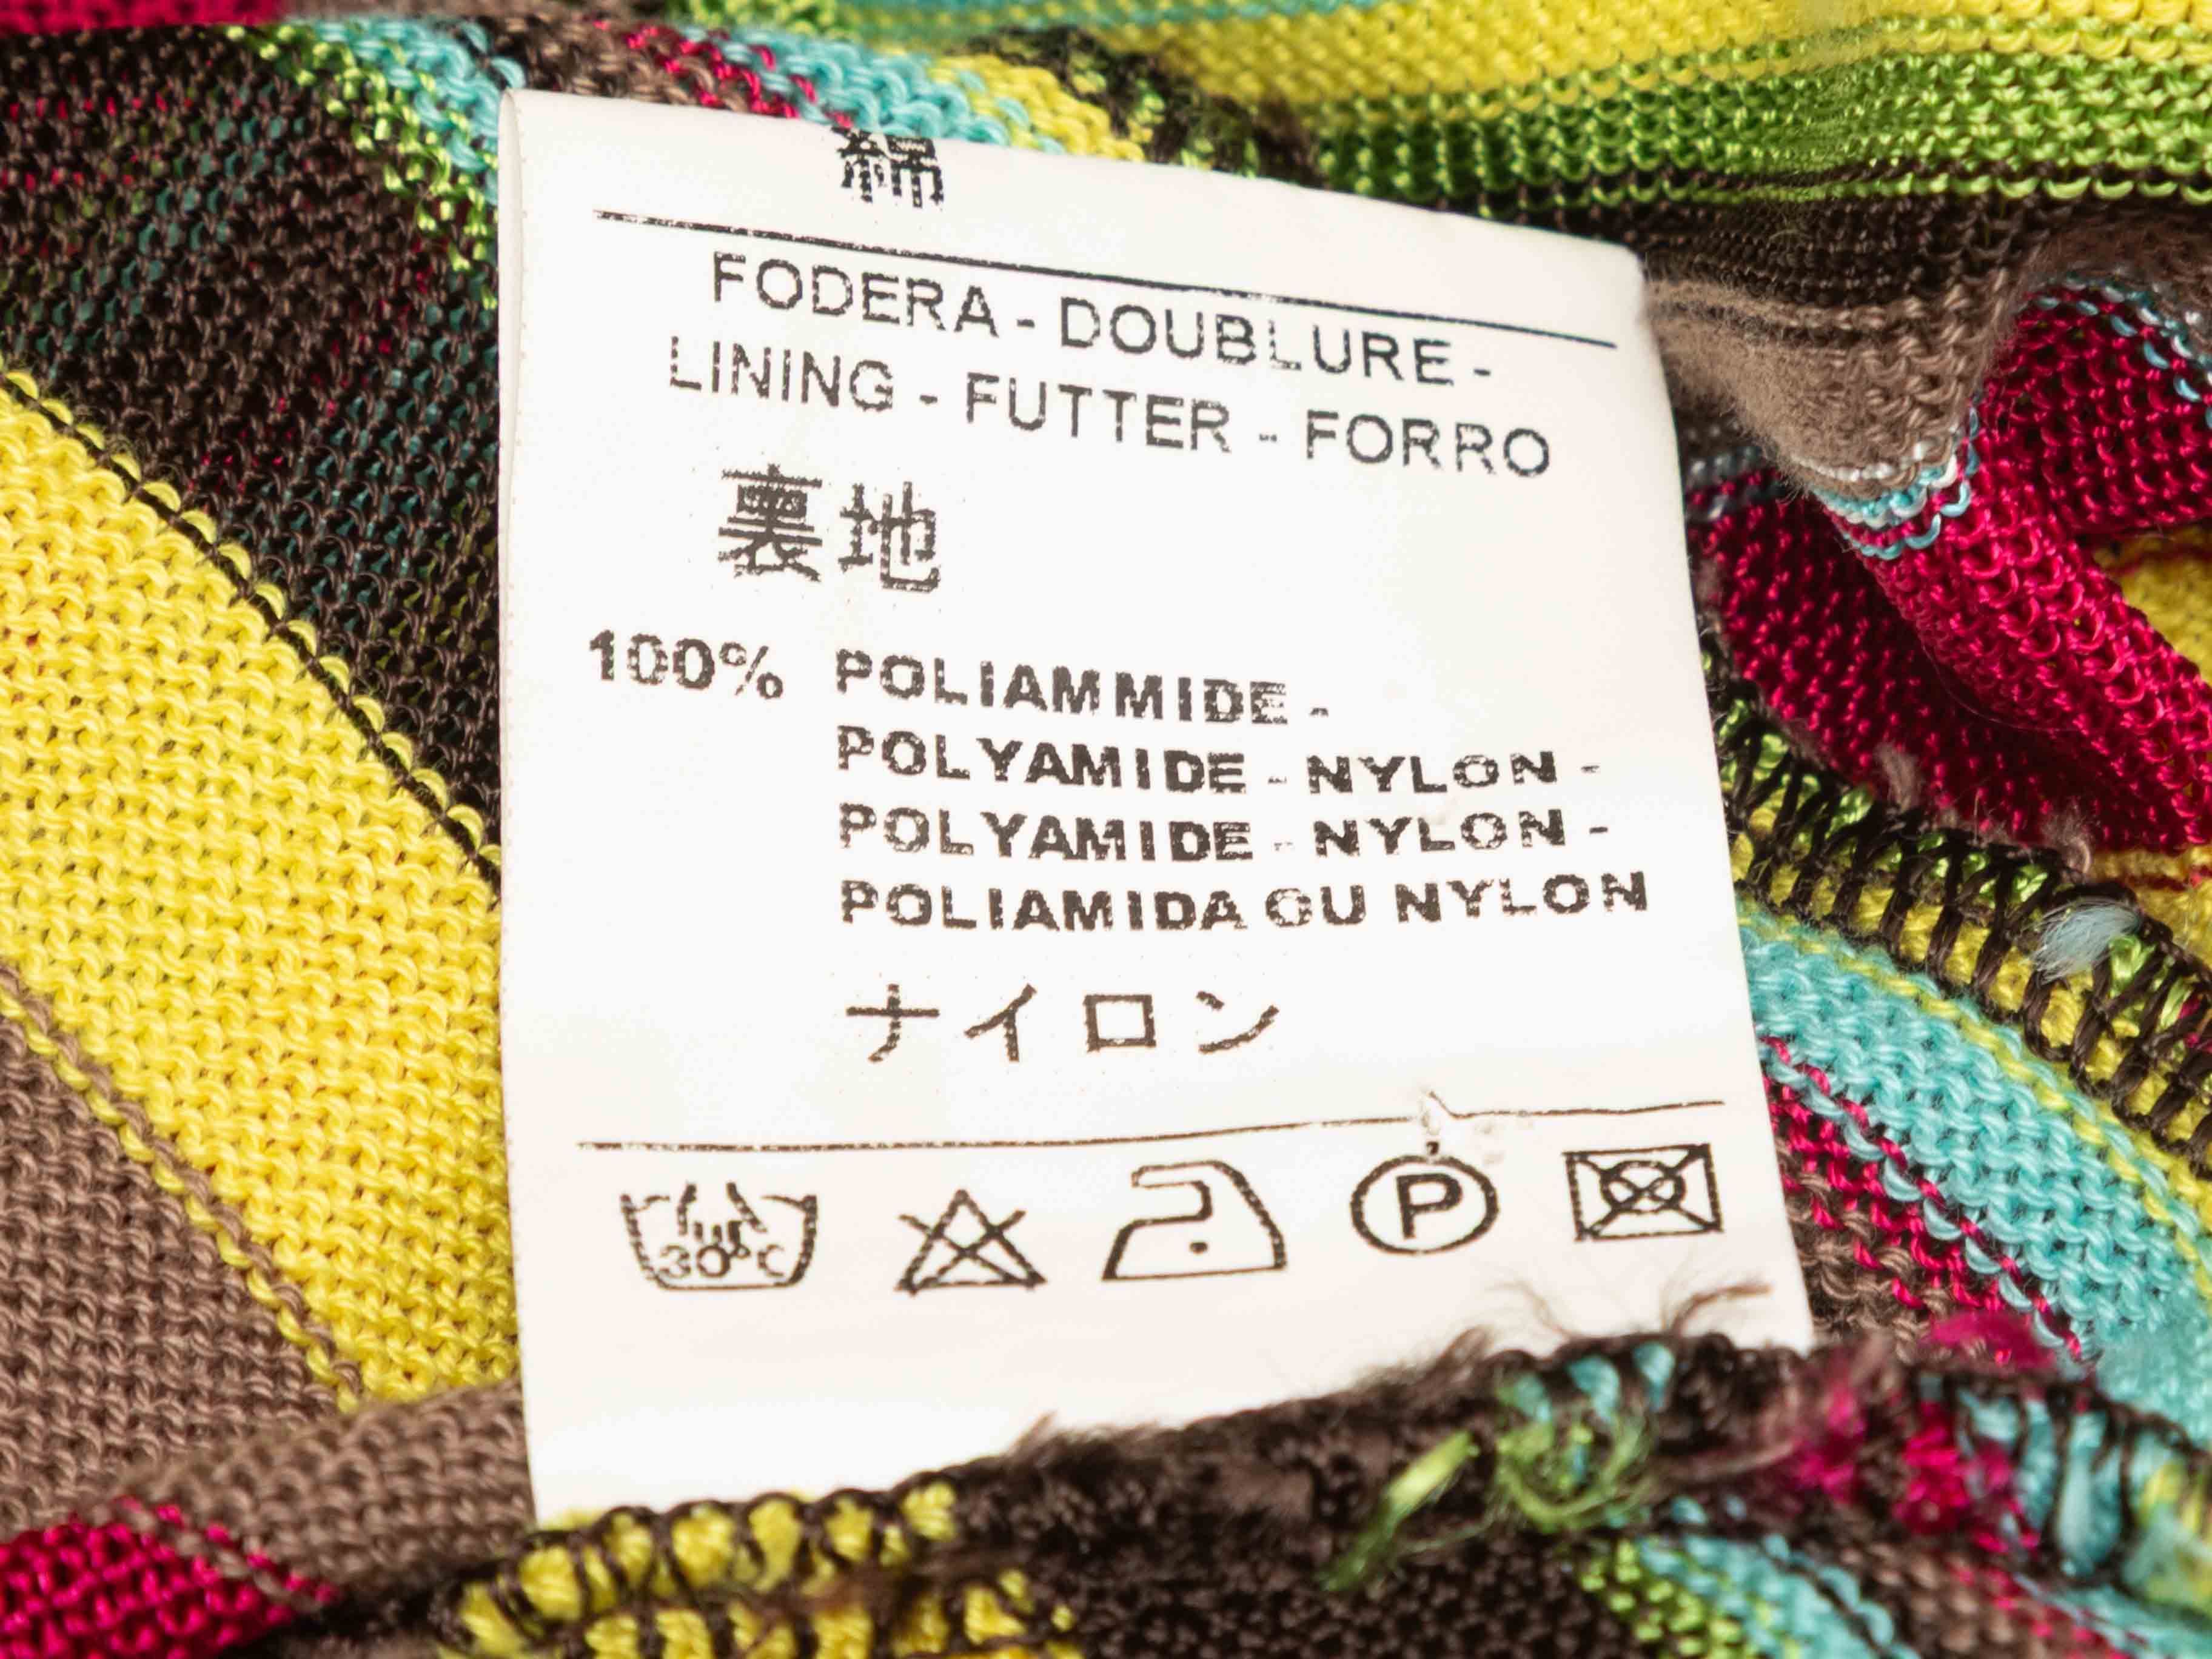 綿
FODERA - DOUBLURE -
LINING - FUTTER - FORRO
裏地
100% POLIAMMIDE -
POLYAMIDE - NYLON -
POLYAMIDE - NYLON -
POLIAMIDA OU NYLON
ナイロン
30°C P